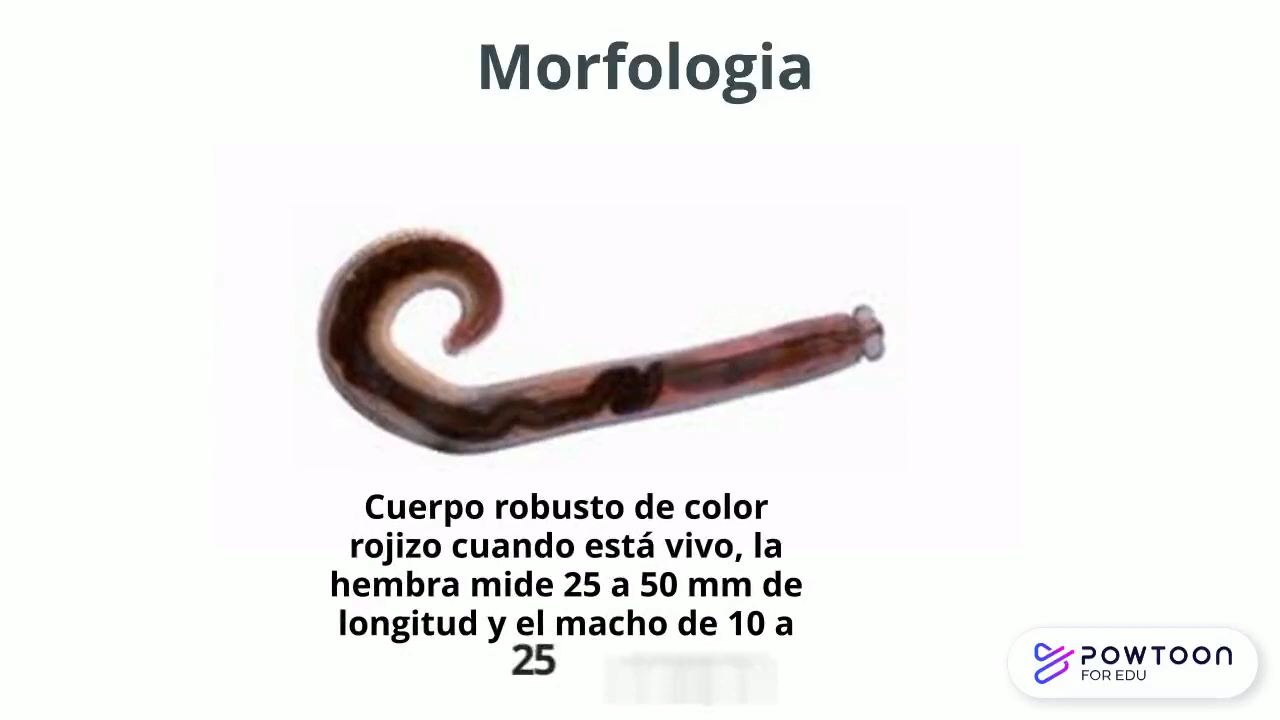 Morfologia
Cuerpo robusto de color
rojizo cuando está vivo, la
hembra mide 25 a 50 mm de
longitud y el macho de 10 a
25
POWTOON
FOR EDU